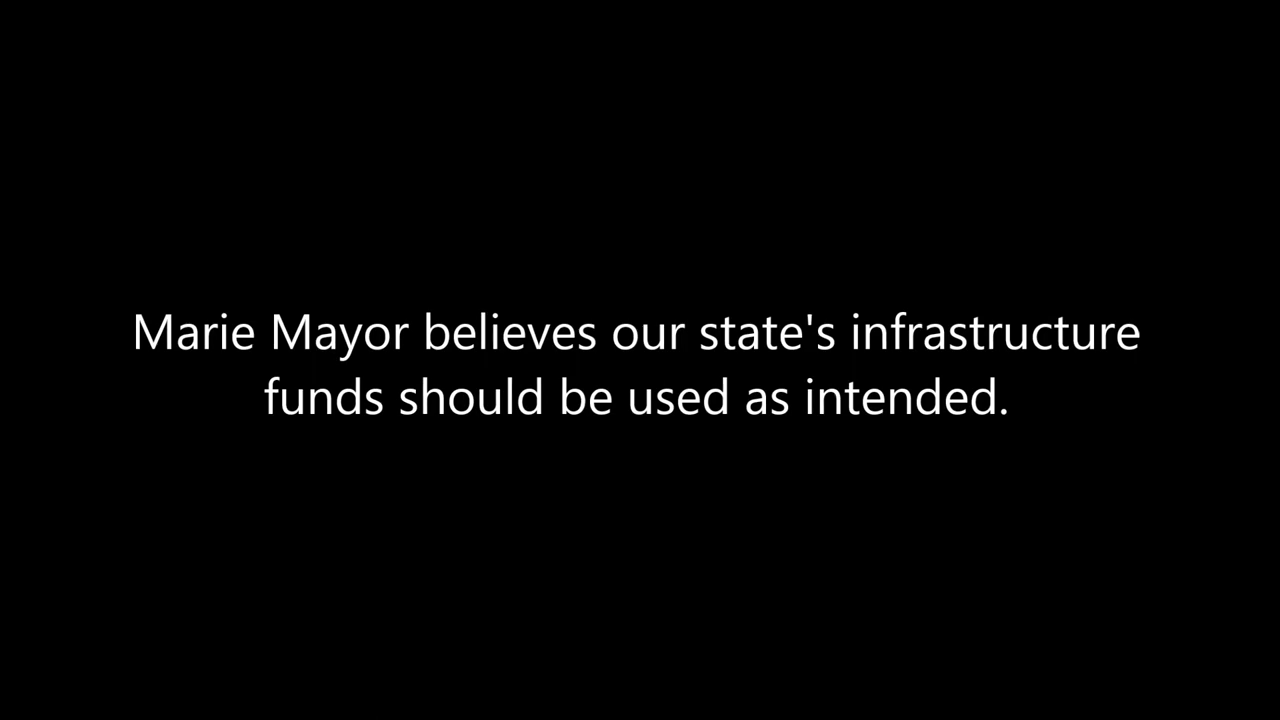 Marie Mayor believes our state's infrastructure
funds should be used as intended.